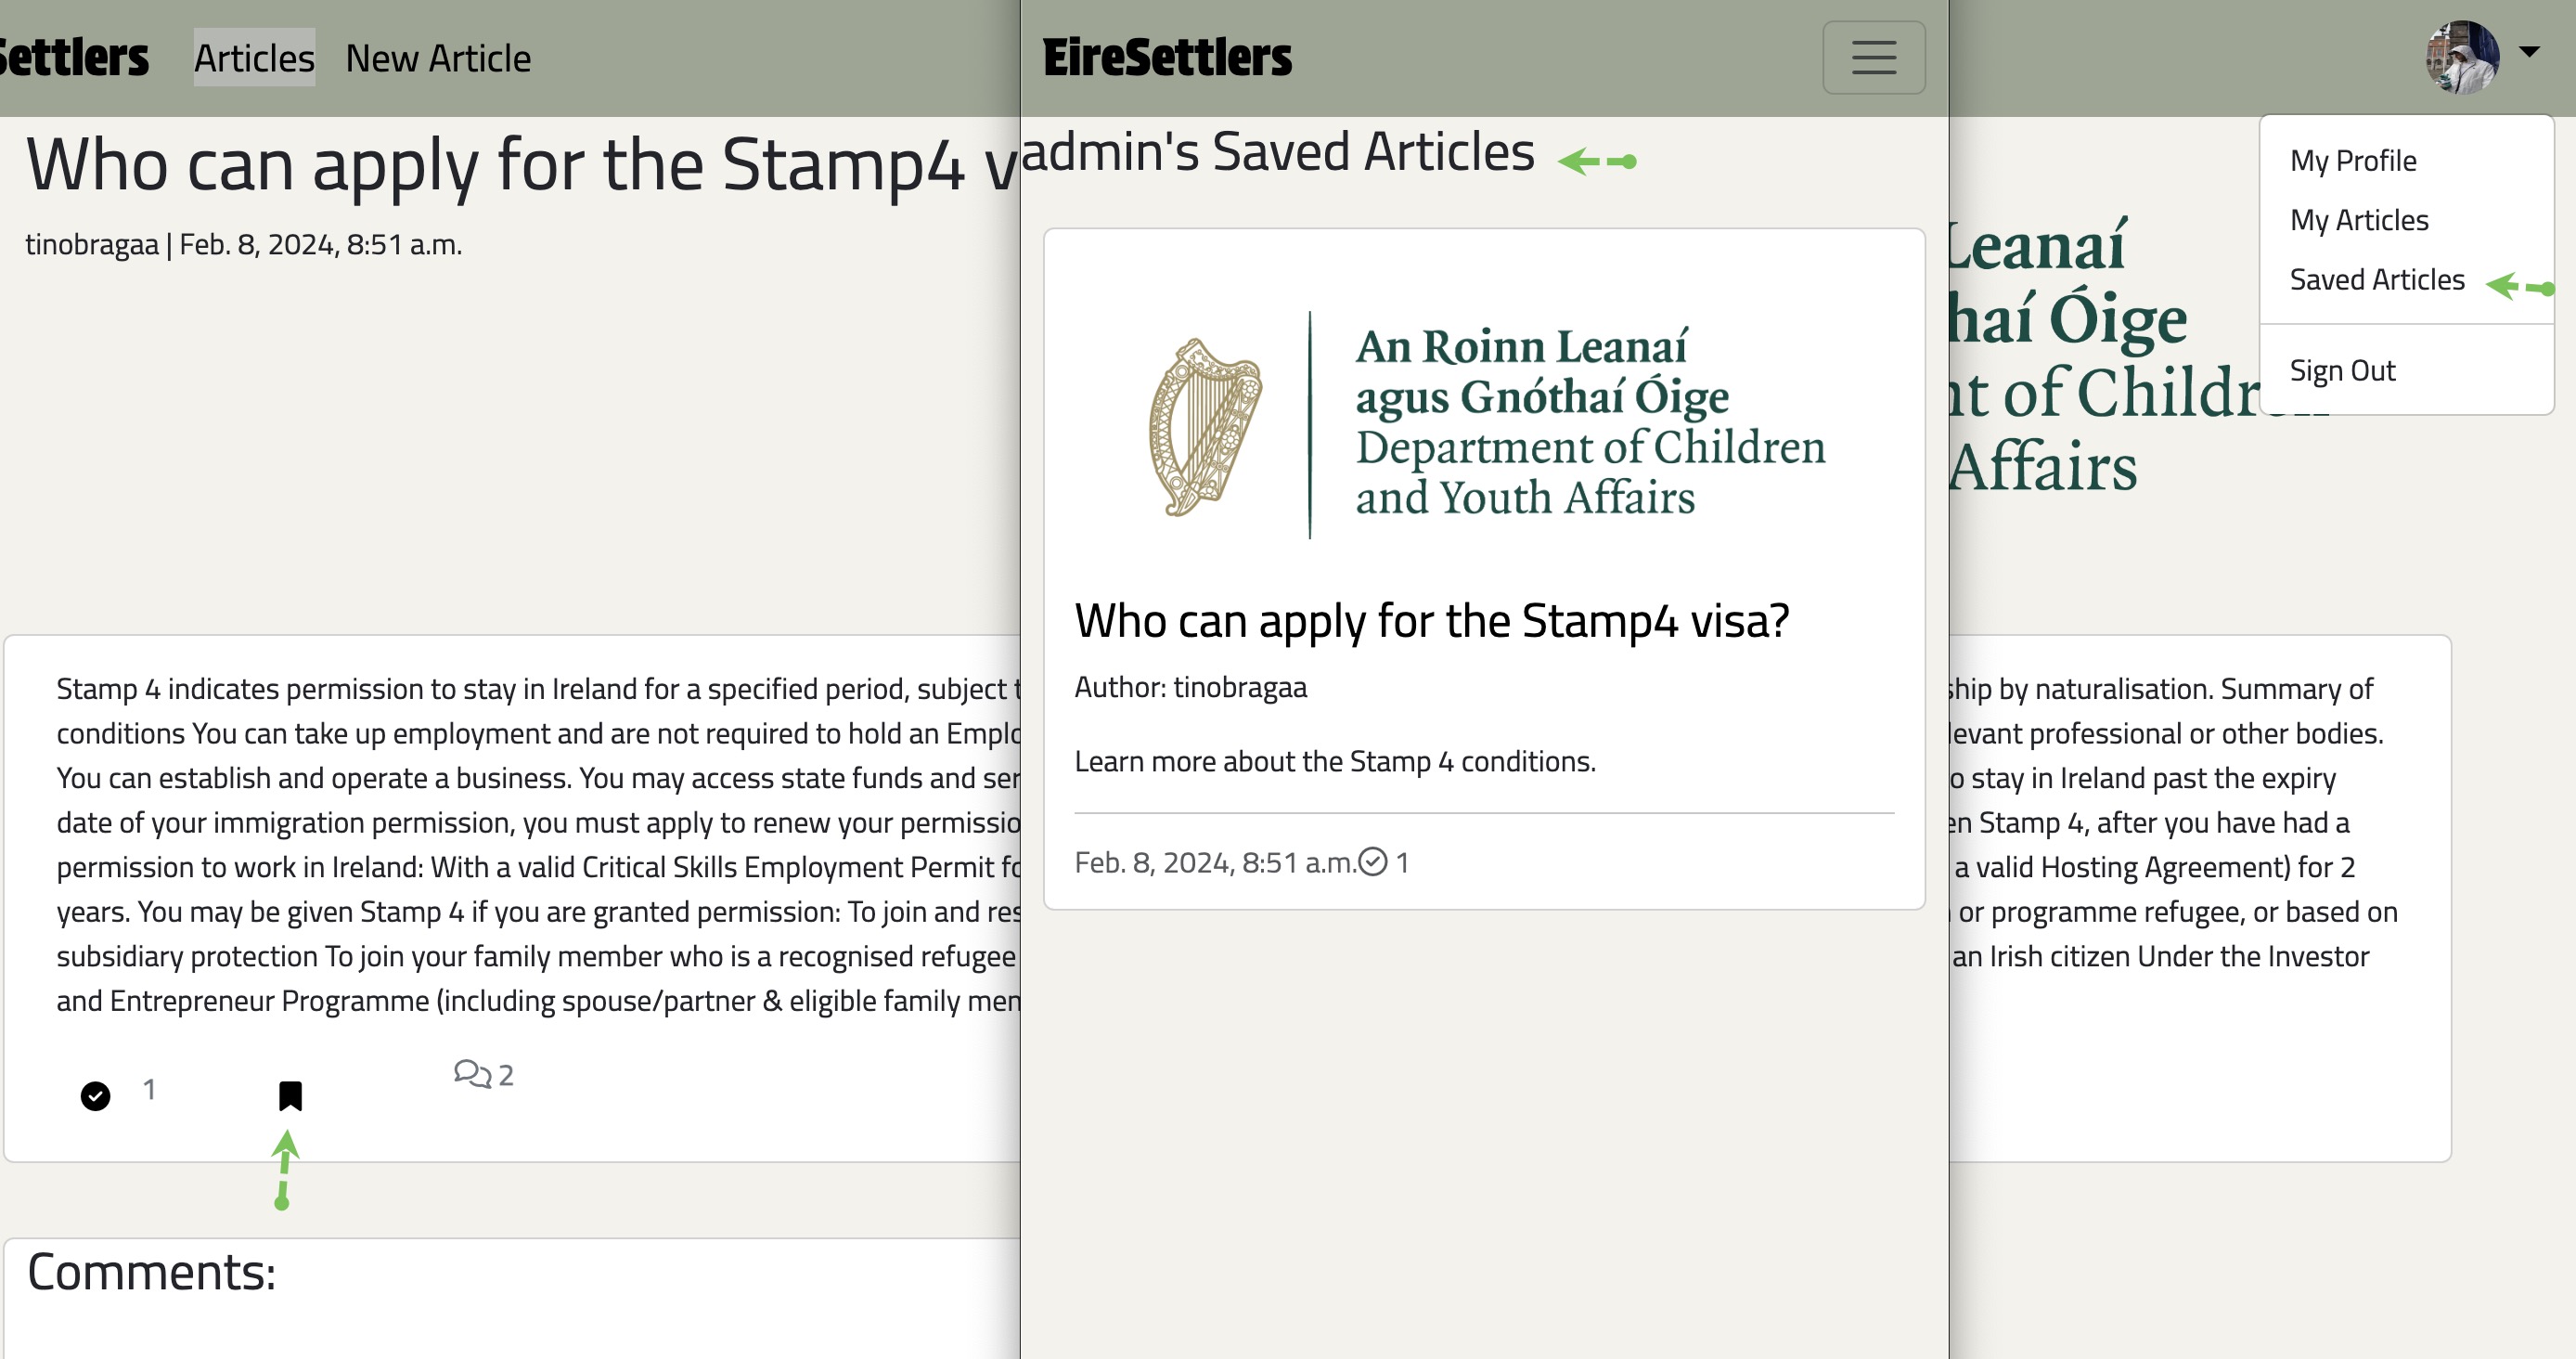 Settlers
Articles
New Article
Who can apply for the Stamp4 v
tinobragaa | Feb. 8, 2024, 8:51 a.m.
Stamp 4 indicates permission to stay in Ireland for a specified period, subject
conditions You can take up employment and are not required to hold an
You can establish and operate a business. You may access state funds and
date of your immigration permission, you must apply to renew your
permission to work in Ireland: With a valid Critical Skills Employment Permit
years. You may be given Stamp 4 if you are granted permission: To join and
subsidiary protection To join your family member who is a recognised refugee
and Entrepreneur Programme (including spouse/partner & eligible family
1
2
Comments:
EireSettlers
admin's Saved Articles
An Roinn Leanaí
agus Gnóthaí Óige
Department of Children
and Youth Affairs
Who can apply for the Stamp4 visa?
Author: tinobragaa
Learn more about the Stamp 4 conditions.
Feb. 8, 2024, 8:51 a.m. 1
My Profile
My Articles
Saved Articles
Sign Out
Leanaí
haí Óige
nt of Children
Affairs
ship by naturalisation. Summary of
levant professional or other bodies.
o stay in Ireland past the expiry
en Stamp 4, after you have had a
a valid Hosting Agreement) for 2
or programme refugee, or based on
an Irish citizen Under the Investor